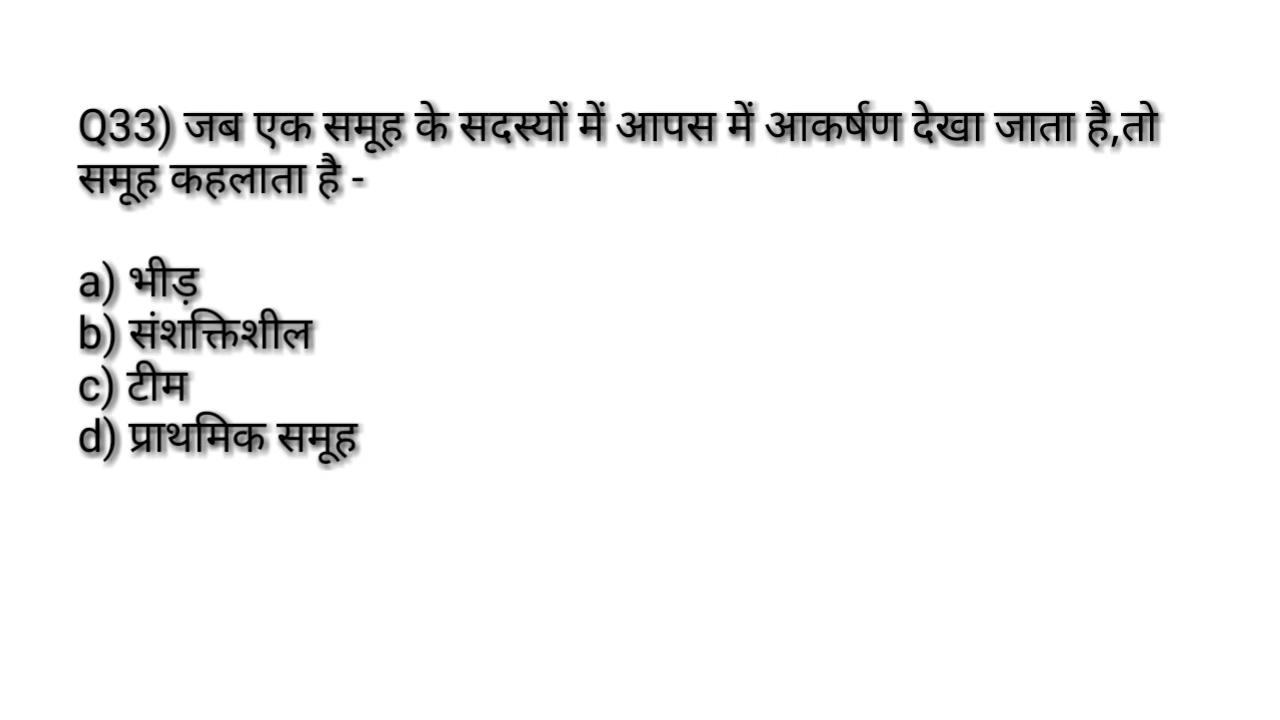 Q33) जब एक समूह के सदस्यों में आपस में आकर्षण देखा जाता है,तो
समूह कहलाता है -
a) भीड़
b) संशक्तिशील
c) टीम
d) प्राथमिक समूह